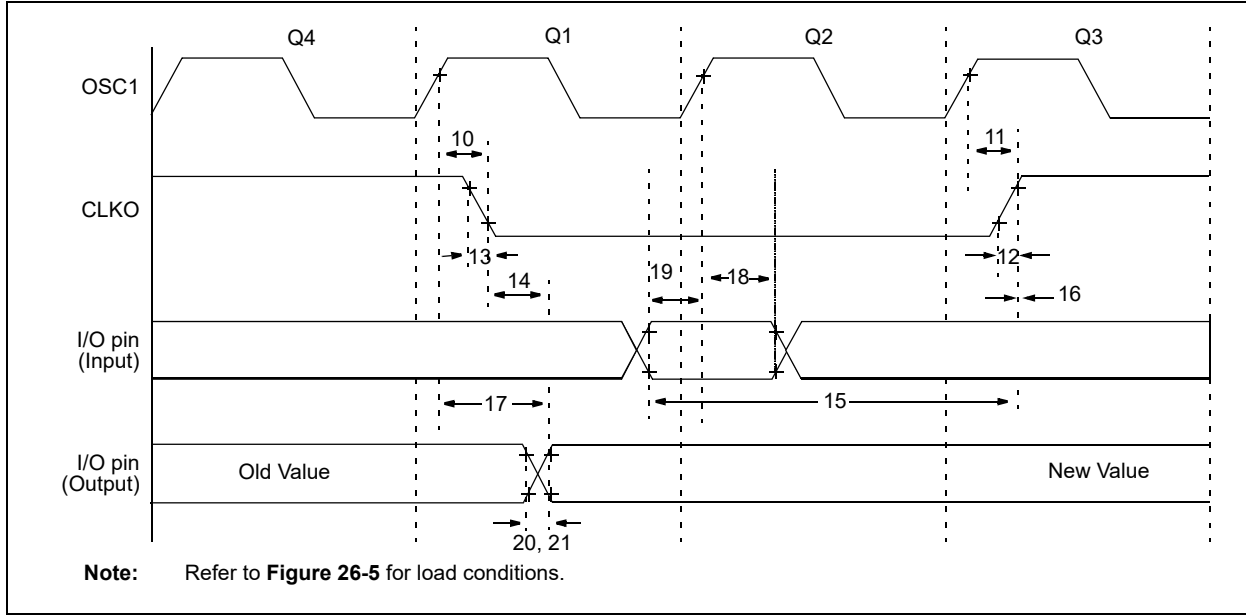 Q4 Q1 Q2 Q3
OSC1
10 11
CLKO
13 12
19 18
14 16
I/O pin
(Input)
17 15
I/O pin
(Output)
Old Value New Value
20, 21
Note: Refer to Figure 26-5 for load conditions.